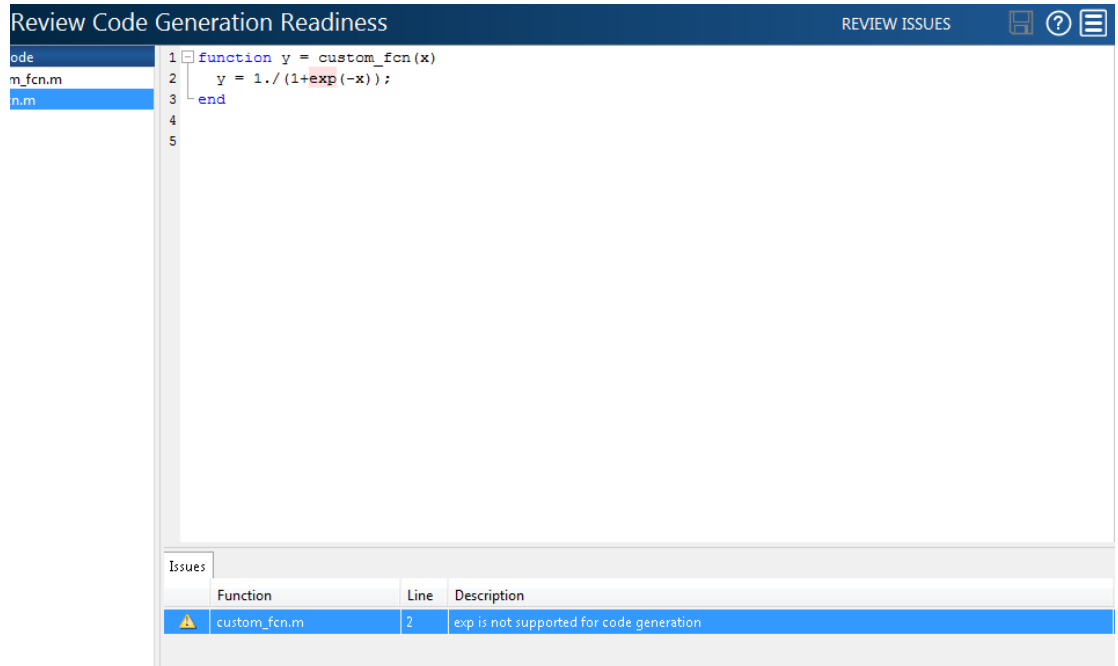 Review Code Generation Readiness
REVIEW ISSUES
ode
m_fcn.m
n.m
1 function y = custom_fcn(x)
2 y = 1./(1+exp(-x));
3 end
4
5
Issues
Function Line Description
custom_fcn.m 2 exp is not supported for code generation